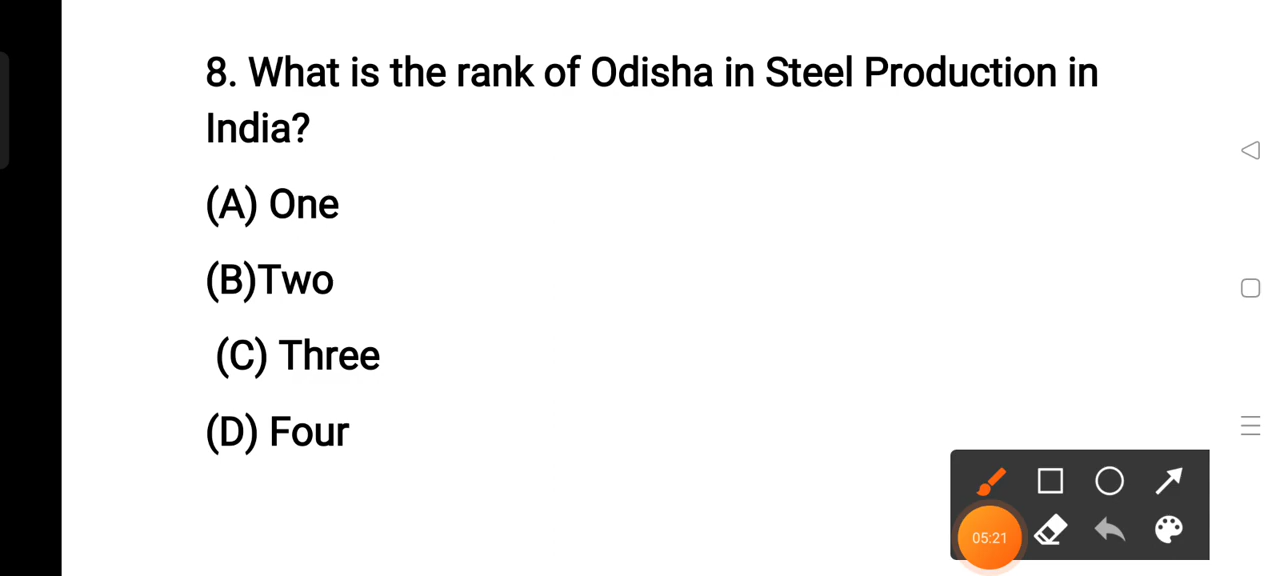 8. What is the rank of Odisha in Steel Production in
India?
(A) One
(B)Two
(C) Three
(D) Four
05:21